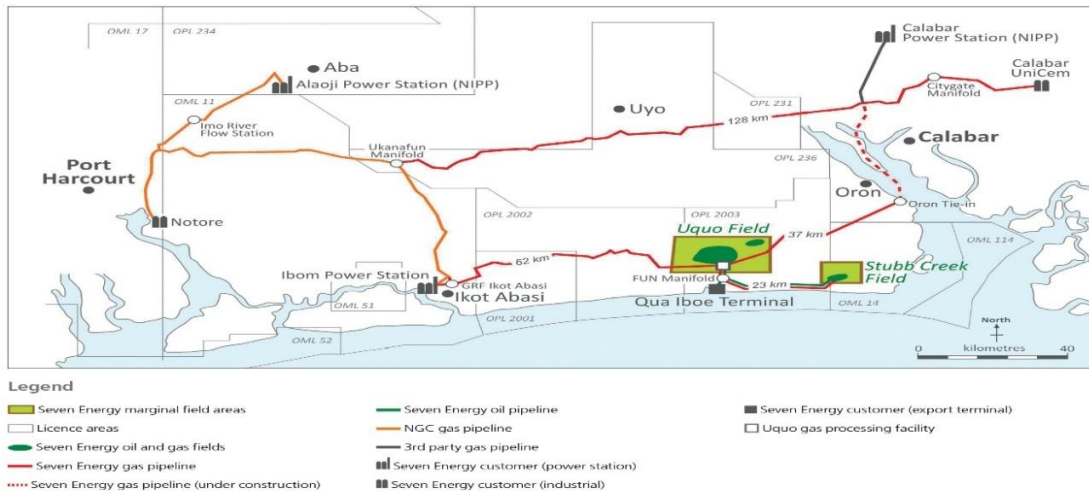 OML 17
OPL 234
Calabar
Power Station (NIPP)
Aba
Alaoji Power Station (NIPP)
Calabar
UniCem
Citygate
Manifold
OML 11
Imo River
Flow Station
OPL 231
Uyo
128 km
Ukanafun
Manifold
Calabar
Port
Harcourt
OPL 236
Oron
Oron Tie-in
Notore
OPL 2002
OPL 2003
Uquo Field
37 km
OML 114
62 km
Ibom Power Station
GRF Ikot Abasi
Ikot Abasi
FUN Manifold
Stubb Creek
Field
23 km
Qua Iboe Terminal
OML 51
OML 14
OPL 2001
OML 52
North
0 kilometres 40
Legend
Seven Energy marginal field areas
Licence areas
Seven Energy oil and gas fields
Seven Energy gas pipeline
Seven Energy gas pipeline (under construction)
Seven Energy oil pipeline
NGC gas pipeline
3rd party gas pipeline
Seven Energy customer (power station)
Seven Energy customer (industrial)
Seven Energy customer (export terminal)
Uquo gas processing facility